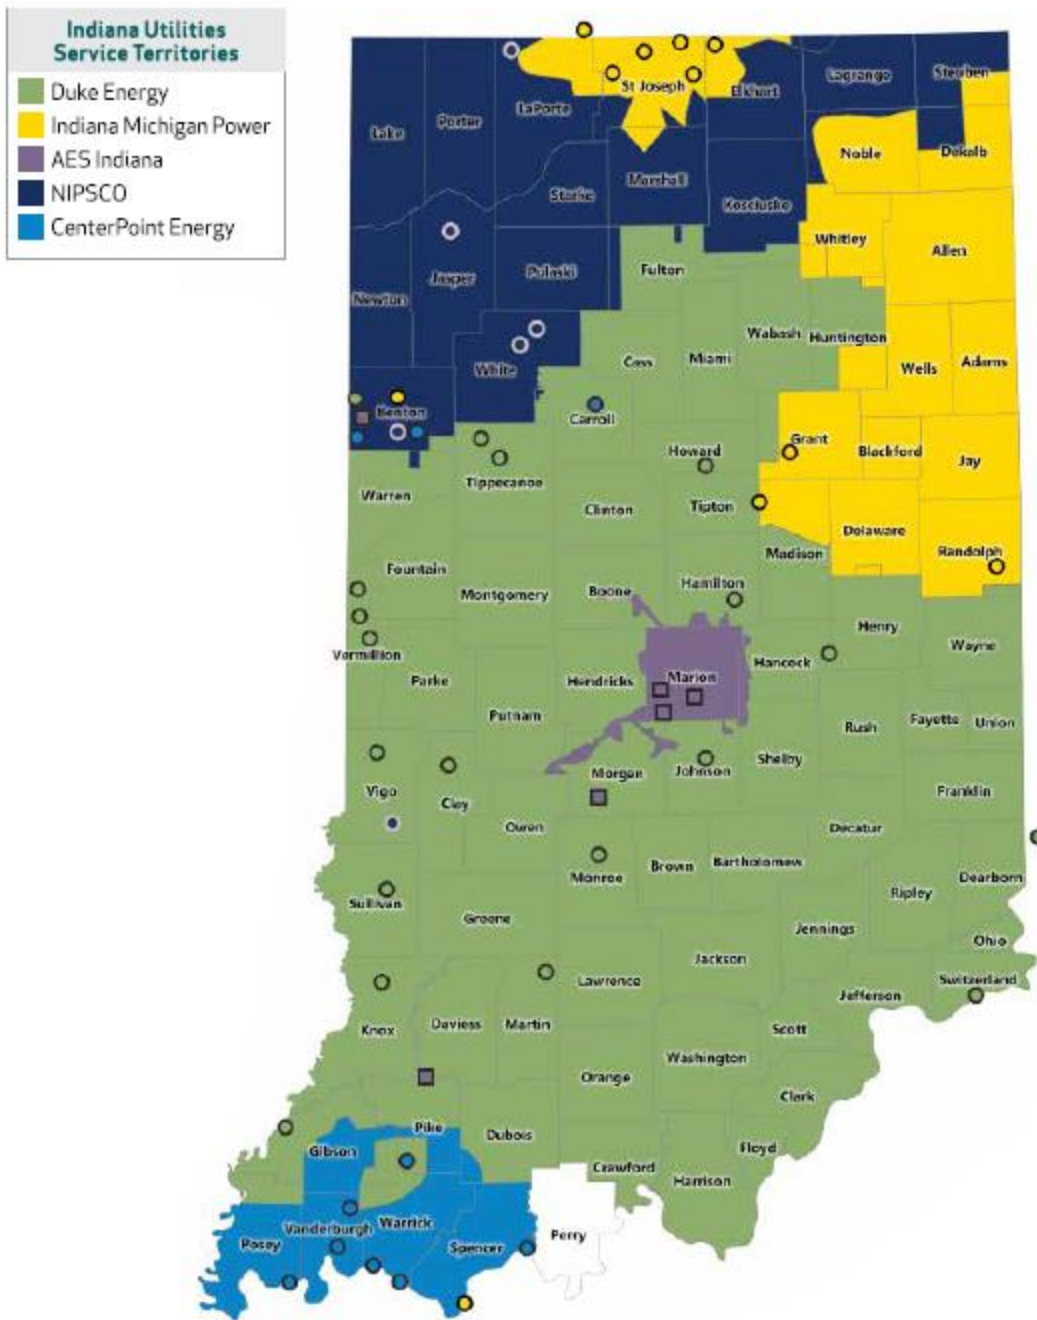 Indiana Utilities
Service Territories
Duke Energy
Indiana Michigan Power
AES Indiana
NIPSCO
CenterPoint Energy
Lake
Porter
LaPorte
St Joseph
Elkhart
Lagrange
Steuben
Noble
Dekalb
Starke
Marshall
Kosciusko
Whitley
Allen
Newton
Jasper
Pulaski
Fulton
White
Cass
Miami
Wabash
Huntington
Wells
Adams
Benton
Carroll
Howard
Grant
Blackford
Jay
Warren
Tippecanoe
Clinton
Tipton
Delaware
Madison
Randolph
Fountain
Montgomery
Boone
Hamilton
Henry
Wayne
Vermillion
Parke
Putnam
Hendricks
Marion
Hancock
Rush
Fayette
Union
Vigo
Clay
Owen
Morgan
Johnson
Shelby
Franklin
Decatur
Sullivan
Greene
Monroe
Brown
Bartholomew
Ripley
Dearborn
Jennings
Ohio
Knox
Daviess
Martin
Lawrence
Jackson
Jefferson
Switzerland
Scott
Washington
Orange
Clark
Gibson
Pike
Dubois
Crawford
Harrison
Floyd
Posey
Vanderburgh
Warrick
Spencer
Perry